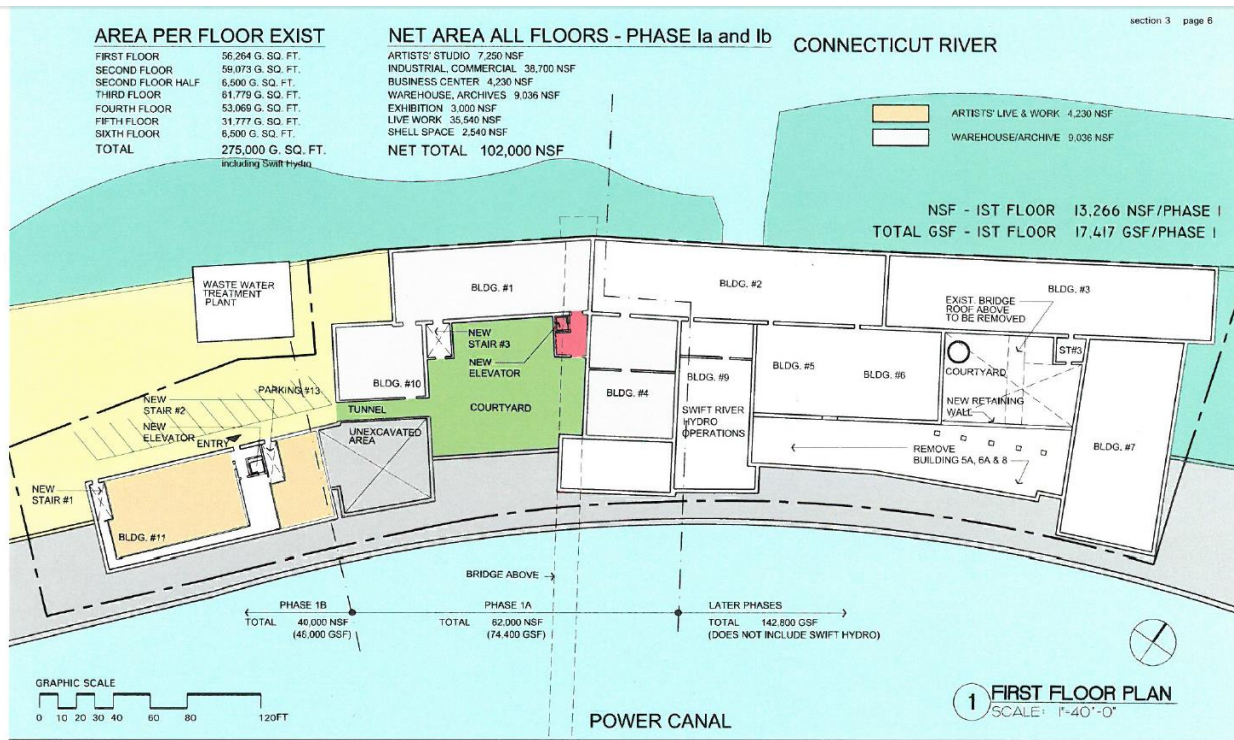 section 3 page 6
AREA PER FLOOR EXIST
FIRST FLOOR 56,264 G. SQ. FT.
SECOND FLOOR 59,073 G. SQ. FT.
SECOND FLOOR HALF 6,500 G. SQ. FT.
THIRD FLOOR 61,779 G. SQ. FT.
FOURTH FLOOR 53,069 G. SQ. FT.
FIFTH FLOOR 31,777 G. SQ. FT.
SIXTH FLOOR 6,500 G. SQ. FT.
TOTAL 275,000 G. SQ. FT.
including Swift Hydro
NET AREA ALL FLOORS - PHASE Ia and Ib
ARTISTS' STUDIO 7,250 NSF
INDUSTRIAL, COMMERCIAL 38,700 NSF
BUSINESS CENTER 4,230 NSF
WAREHOUSE, ARCHIVES 9,036 NSF
EXHIBITION 3,000 NSF
LIVE WORK 35,540 NSF
SHELL SPACE 2,540 NSF
NET TOTAL 102,000 NSF
CONNECTICUT RIVER
ARTISTS' LIVE & WORK 4,230 NSF
WAREHOUSE/ARCHIVE 9,036 NSF
NSF - 1ST FLOOR 13,266 NSF/PHASE I
TOTAL GSF - 1ST FLOOR 17,417 GSF/PHASE I
WASTE WATER
TREATMENT
PLANT
BLDG. #1
BLDG. #2
BLDG. #3
EXIST. BRIDGE
ROOF ABOVE
TO BE REMOVED
NEW
STAIR #3
NEW
ELEVATOR
ST#3
COURTYARD
BLDG. #10
BLDG. #4
BLDG. #9
BLDG. #5
BLDG. #6
PARKING #13
NEW
STAIR #2
NEW
ELEVATOR
ENTRY
TUNNEL
COURTYARD
UNEXCAVATED
AREA
SWIFT RIVER
HYDRO
OPERATIONS
NEW RETAINING
WALL
REMOVE
BUILDING 5A, 6A & 8
BLDG. #7
NEW
STAIR #1
BLDG. #11
BRIDGE ABOVE
PHASE 1B
TOTAL 40,000 NSF
(46,000 GSF)
PHASE 1A
TOTAL 62,000 NSF
(74,400 GSF)
LATER PHASES
TOTAL 142,800 GSF
(DOES NOT INCLUDE SWIFT HYDRO)
GRAPHIC SCALE
0 10 20 30 40 60 80 120FT
POWER CANAL
1 FIRST FLOOR PLAN
SCALE: 1"-40'-0"